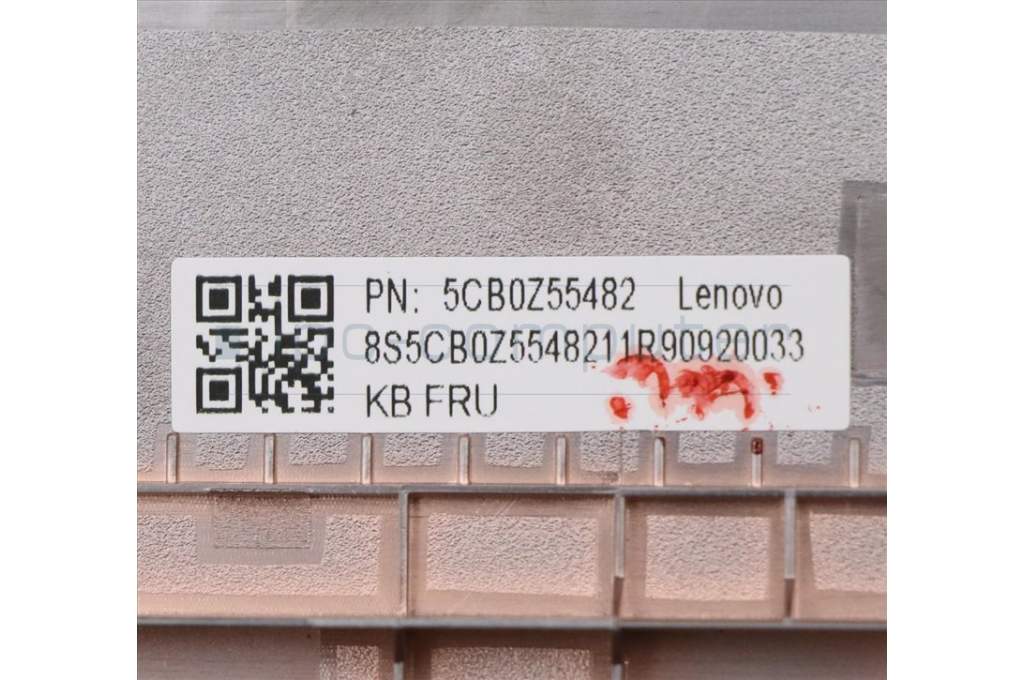 PN: 5CB0Z55482 Lenovo
8S5CB0Z5548211R90920033
KB FRU